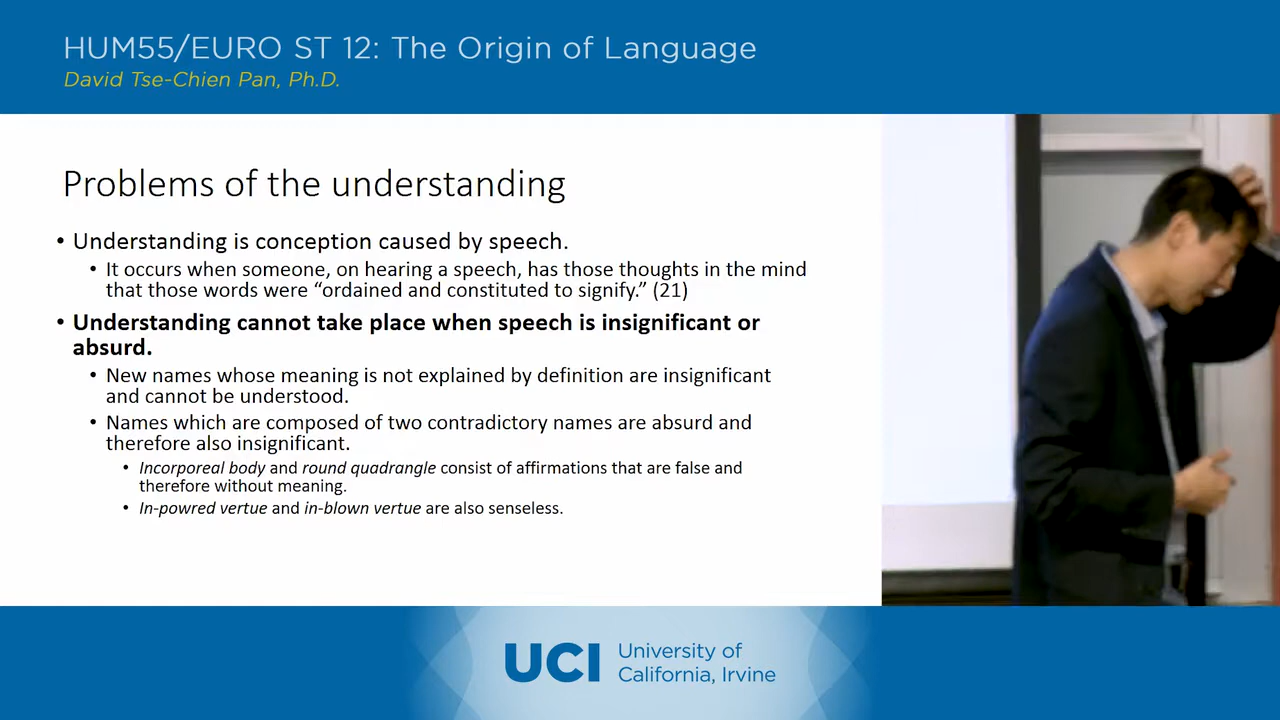 HUM55/EURO ST 12: The Origin of Language
David Tse-Chien Pan, Ph.D.
Problems of the understanding
• Understanding is conception caused by speech.
• It occurs when someone, on hearing a speech, has those thoughts in the mind
that those words were “ordained and constituted to signify.” (21)
• Understanding cannot take place when speech is insignificant or
absurd.
• New names whose meaning is not explained by definition are insignificant
and cannot be understood.
• Names which are composed of two contradictory names are absurd and
therefore also insignificant.
• Incorporeal body and round quadrangle consist of affirmations that are false and
therefore without meaning.
• In-powred vertue and in-blown vertue are also senseless.
UCI University of
California, Irvine